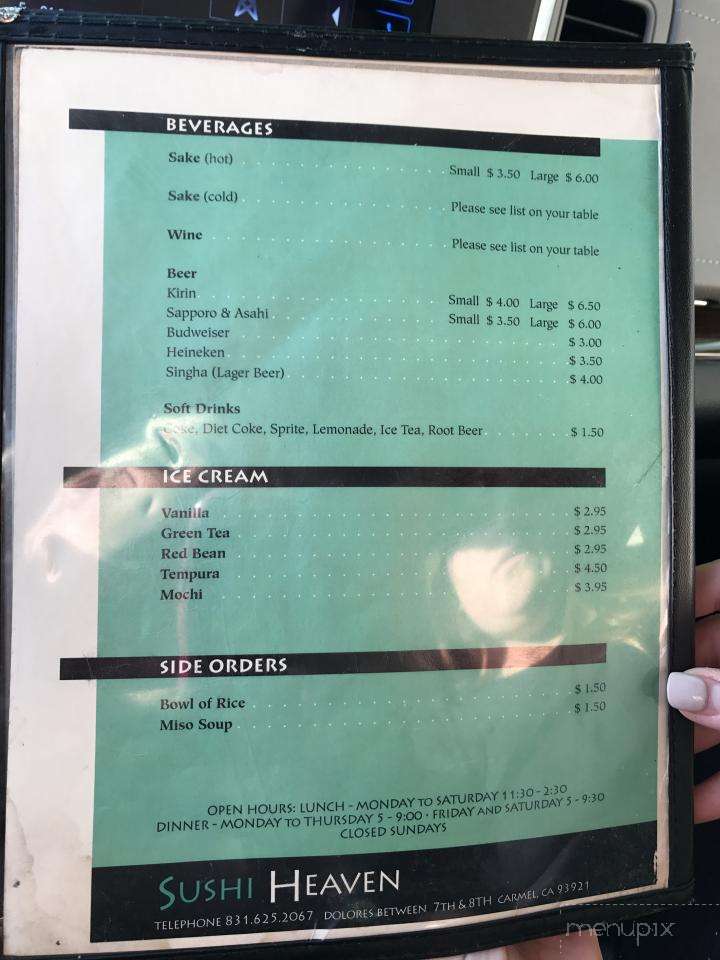 BEVERAGES
Sake (hot) Small $ 3.50 Large $ 6.00
Sake (cold) Please see list on your table
Wine Please see list on your table
Beer
Kirin Small $ 4.00 Large $ 6.50
Sapporo & Asahi Small $ 3.50 Large $ 6.00
Budweiser $ 3.00
Heineken $ 3.50
Singha (Lager Beer) $ 4.00
Soft Drinks
Coke, Diet Coke, Sprite, Lemonade, Ice Tea, Root Beer $ 1.50
ICE CREAM
Vanilla $ 2.95
Green Tea $ 2.95
Red Bean $ 2.95
Tempura $ 4.50
Mochi $ 3.95
SIDE ORDERS
Bowl of Rice $ 1.50
Miso Soup $ 1.50
OPEN HOURS: LUNCH - MONDAY TO SATURDAY 11:30 - 2:30
DINNER - MONDAY TO THURSDAY 5 - 9:00 · FRIDAY AND SATURDAY 5 - 9:30
CLOSED SUNDAYS
SUSHI HEAVEN
TELEPHONE 831.625.2067 DOLORES BETWEEN 7TH & 8TH CARMEL, CA 93921
menupix